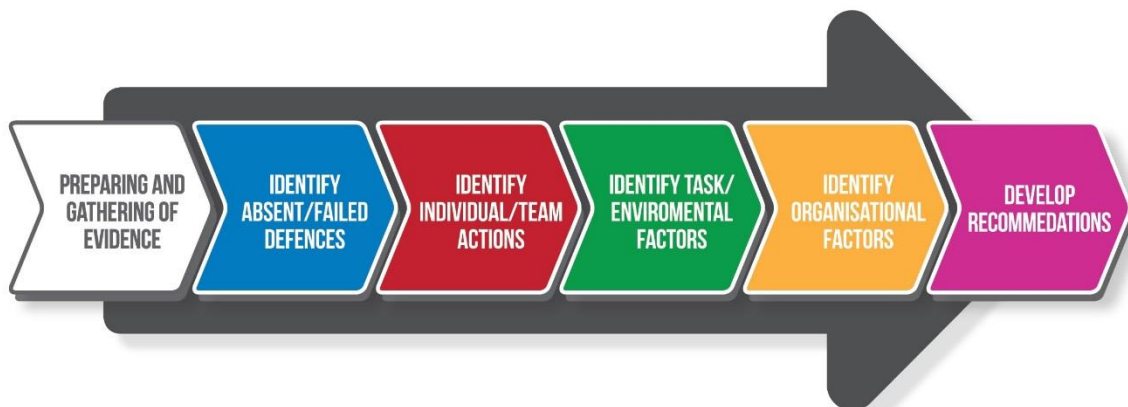 PREPARING AND
GATHERING OF
EVIDENCE
IDENTIFY
ABSENT/FAILED
DEFENCES
IDENTIFY
INDIVIDUAL/TEAM
ACTIONS
IDENTIFY TASK/
ENVIROMENTAL
FACTORS
IDENTIFY
ORGANISATIONAL
FACTORS
DEVELOP
RECOMMEDATIONS